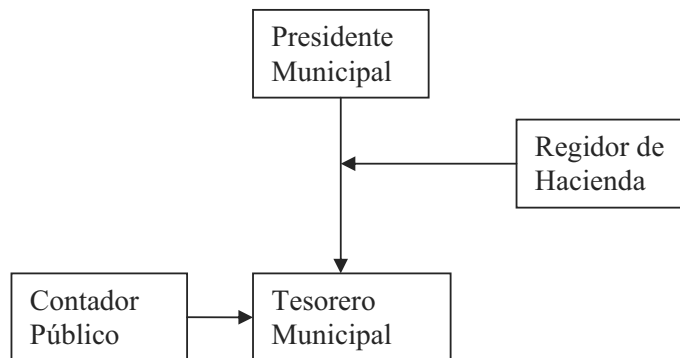 Presidente
Municipal
Regidor de
Hacienda
Contador
Público
Tesorero
Municipal